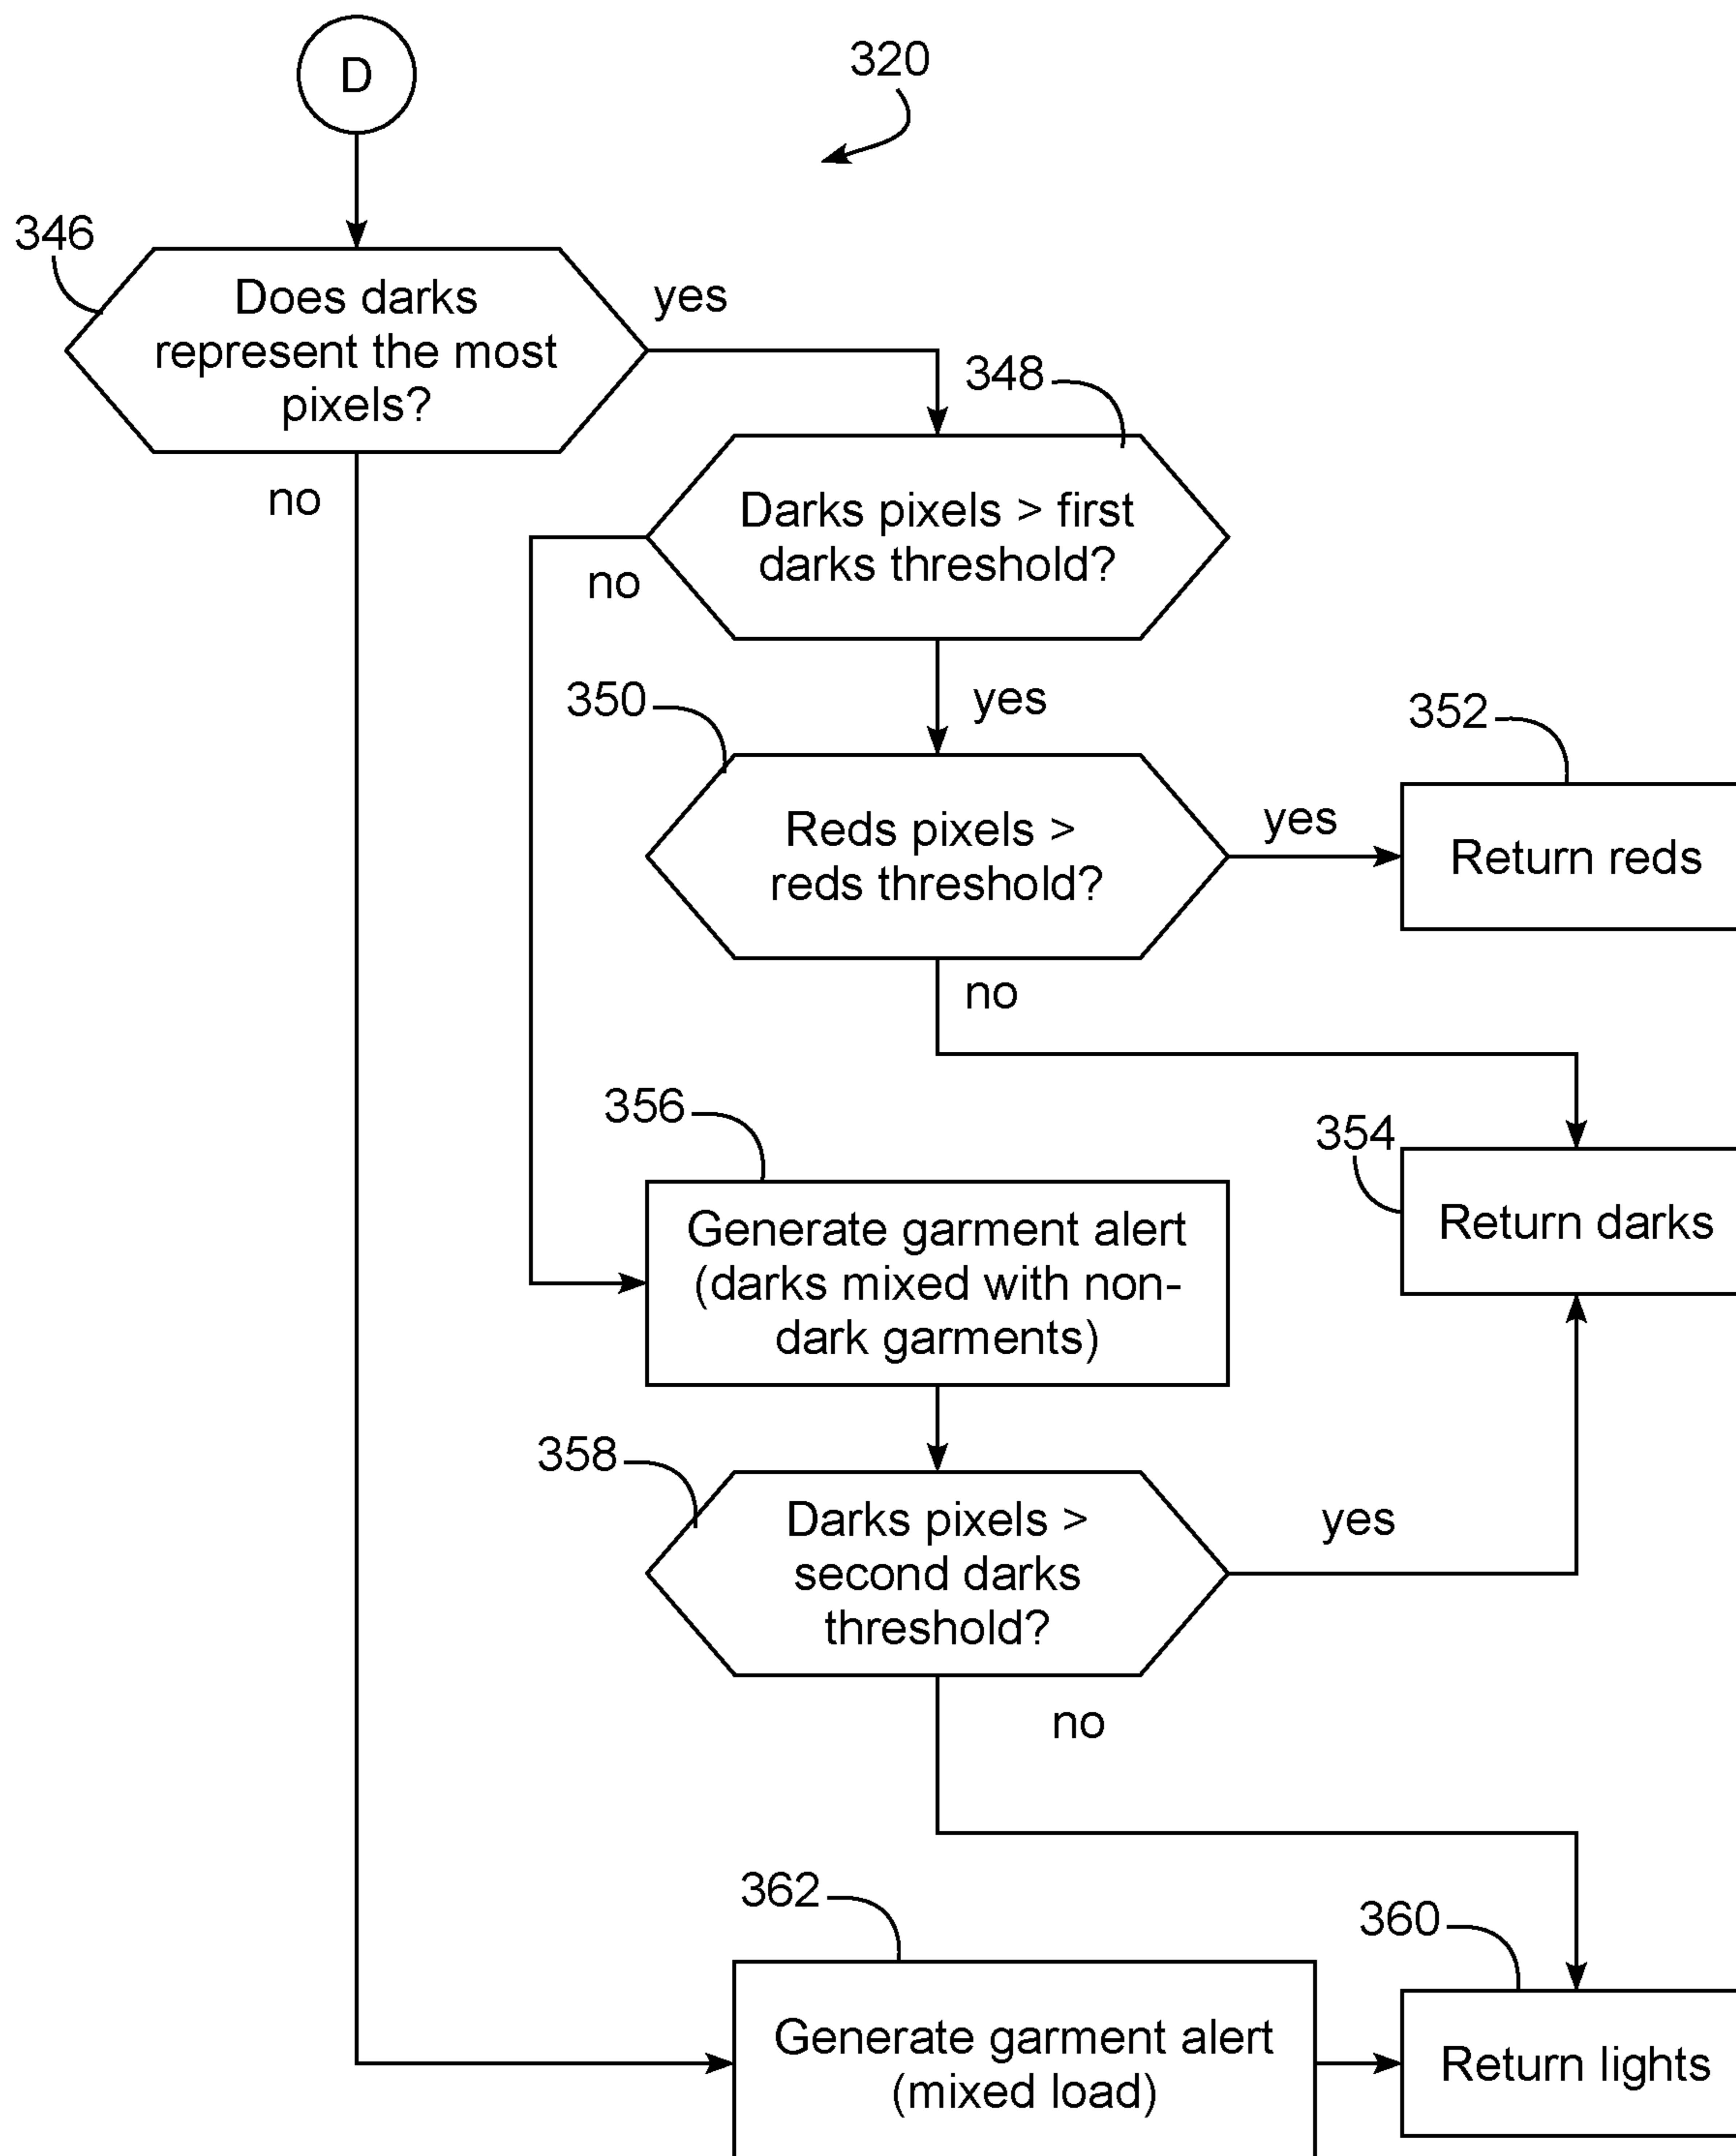 D
320
346
Does darks
represent the most
pixels?
yes
no
348
Darks pixels > first
darks threshold?
no
yes
350
Reds pixels >
reds threshold?
yes
352
Return reds
no
356
Generate garment alert
(darks mixed with non-
dark garments)
354
Return darks
358
Darks pixels >
second darks
threshold?
yes
no
362
Generate garment alert
(mixed load)
360
Return lights